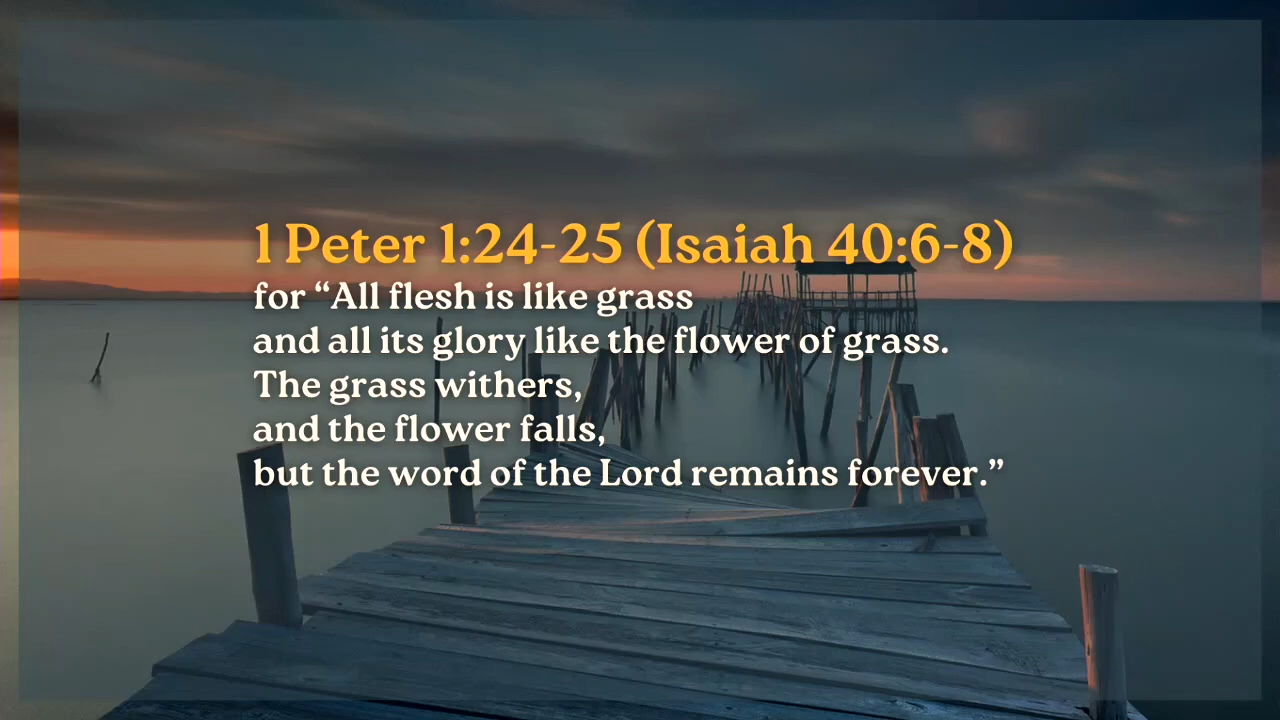 1 Peter 1:24-25 (Isaiah 40:6-8)
for “All flesh is like grass
and all its glory like the flower of grass.
The grass withers,
and the flower falls,
but the word of the Lord remains forever.”